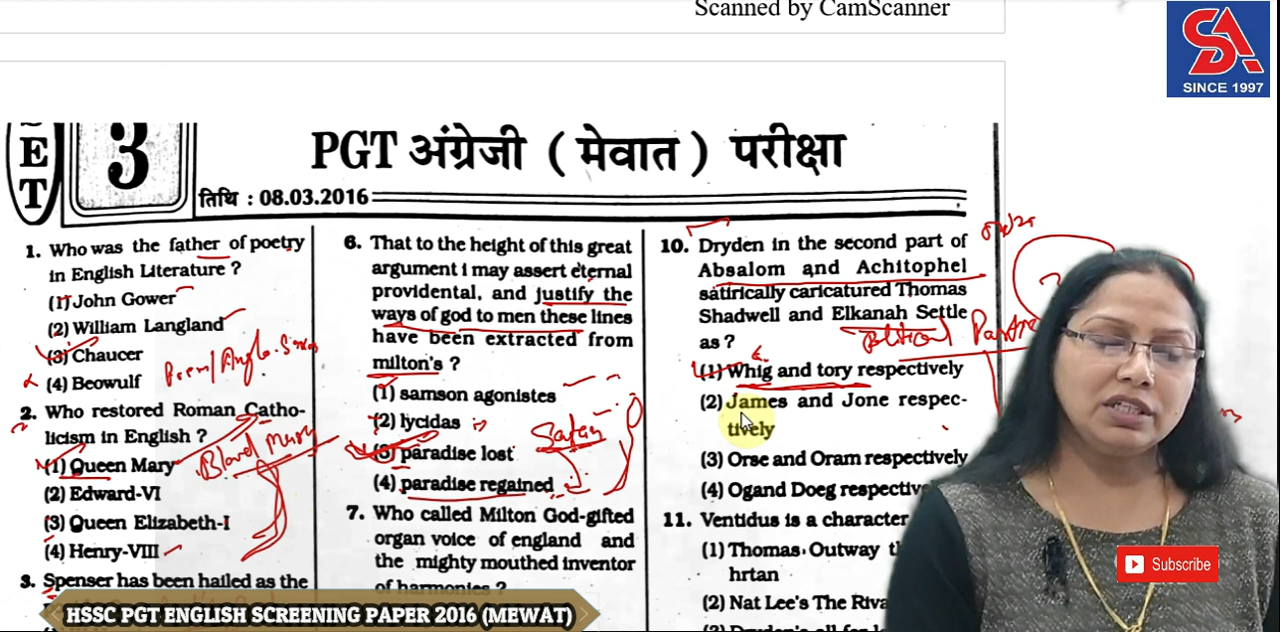 Scanned by CamScanner
SA
SINCE 1997
SET
3
PGT अंग्रेजी ( मेवात ) परीक्षा
तिथि : 08.03.2016
1. Who was the father of poetry
in English Literature ?
(1) John Gower
(2) William Langland
(3) Chaucer
(4) Beowulf
2. Who restored Roman Catho-
licism in English ?
(1) Queen Mary
Blood Mary
(2) Edward-VI
(3) Queen Elizabeth-I
(4) Henry-VIII
3. Spenser has been hailed as the
6. That to the height of this great
argument i may assert eternal
providental, and justify the
ways of god to men these lines
have been extracted from
milton's ?
(1) samson agonistes
(2) lycidas
(3) paradise lost
Satan
(4) paradise regained
7. Who called Milton God-gifted
organ voice of england and
the mighty mouthed inventor
of harmonies ?
10. Dryden in the second part of
Absalom and Achitophel
satirically caricatured Thomas
Shadwell and Elkanah Settle
as ?
Political
(1) Whig and tory respectively
(2) James and Jone respec-
tively
(3) Orse and Oram respectively
(4) Ogand Doeg respectiv
11. Ventidus is a character
(1) Thomas Outway t
hrtan
(2) Nat Lee's The Riva
Subscribe
HSSC PGT ENGLISH SCREENING PAPER 2016 (MEWAT)